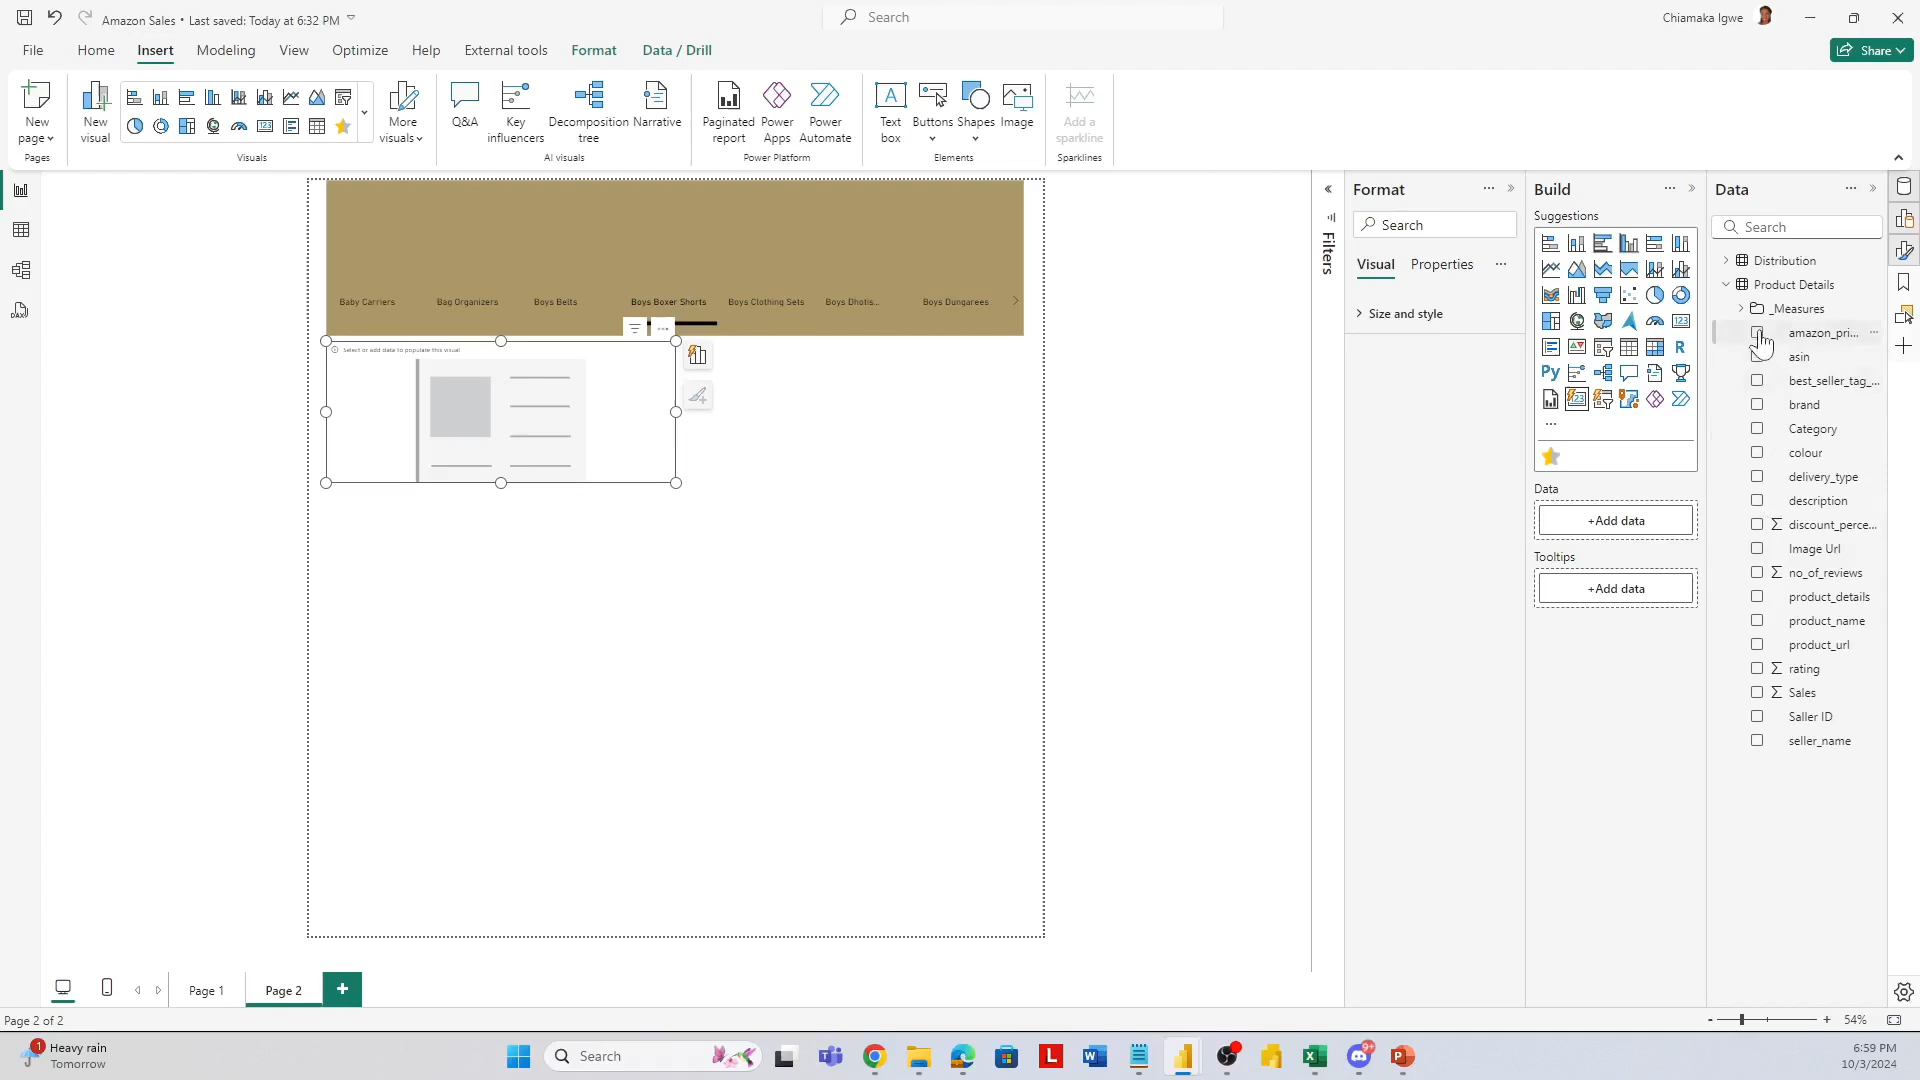 Amazon Sales • Last saved: Today at 6:32 PM
Search
Chiamaka Igwe
File
Home
Insert
Modeling
View
Optimize
Help
External tools
Format
Data / Drill
Share
New page
New visual
More visuals
Q&A
Key influencers
Decomposition tree
Narrative
Paginated report
Power Apps
Power Automate
Text box
Buttons
Shapes
Image
Add a sparkline
Pages
Visuals
AI visuals
Power Platform
Elements
Sparklines
Baby Carriers
Bag Organizers
Boys Belts
Boys Boxer Shorts
Boys Clothing Sets
Boys Dhotis...
Boys Dungarees
Select or add data to populate this visual
Filters
Format
Search
Visual
Properties
Size and style
Build
Suggestions
R
Py
123
Data
+Add data
Tooltips
+Add data
Data
Search
Distribution
Product Details
_Measures
amazon_pri...
asin
best_seller_tag_...
brand
Category
colour
delivery_type
description
discount_perce...
Image Url
no_of_reviews
product_details
product_name
product_url
rating
Sales
Saller ID
seller_name
Page 1
Page 2
Page 2 of 2
- + 54%
1
Heavy rain
Tomorrow
Search
L
9+
6:59 PM
10/3/2024